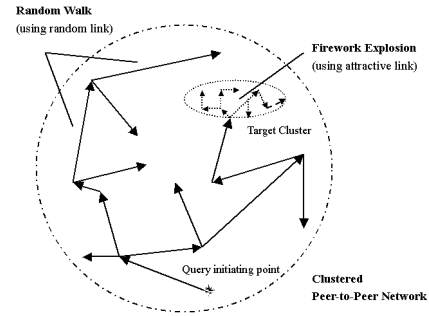 Random Walk
(using random link)
Firework Explosion
(using attractive link)
Target Cluster
Query initiating point
Clustered
Peer-to-Peer Network